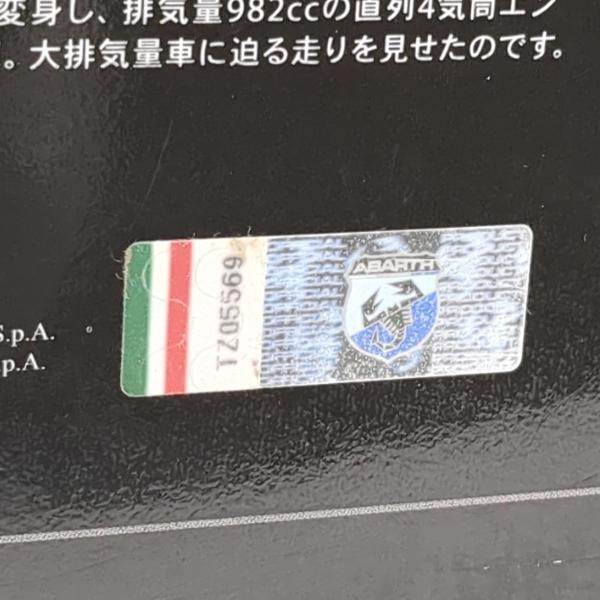 変身し、排気量982ccの直列4気筒エン
。大排気量車に迫る走りを見せたのです。
ABARTH
TZ05569
S.p.A.
.p.A.